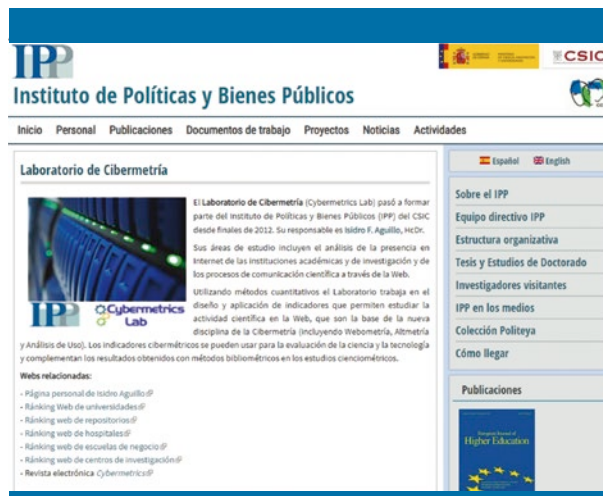 IPP
CSIC
Instituto de Políticas y Bienes Públicos
Inicio Personal Publicaciones Documentos de trabajo Proyectos Noticias Actividades
Laboratorio de Cibermetría
El Laboratorio de Cibermetría (Cybermetrics Lab) pasó a formar
parte del Instituto de Políticas y Bienes Públicos (IPP) del CSIC
desde finales de 2012. Su responsable es Isidro F. Aguillo, HcDr.
Sus áreas de estudio incluyen el análisis de la presencia en
Internet de las instituciones académicas y de investigación y de
los procesos de comunicación científica a través de la Web.
Utilizando métodos cuantitativos el Laboratorio trabaja en el
diseño y aplicación de indicadores que permiten estudiar la
actividad científica en la Web, que son la base de la nueva
disciplina de la Cibermetría (Incluyendo Webometría, Altmetría
y Análisis de Uso). Los indicadores cibermétricos se pueden usar para la evaluación de la ciencia y la tecnología
y complementan los resultados obtenidos con métodos bibliométricos en los estudios cienciométricos.
IPP
Cybermetrics
Lab
Webs relacionadas:
- Página personal de Isidro Aguillo
- Ránking Web de universidades
- Ránking web de repositorios
- Ránking web de hospitales
- Ránking web de escuelas de negocio
- Ránking web de centros de investigación
- Revista electrónica Cybermetrics
Español English
Sobre el IPP
Equipo directivo IPP
Estructura organizativa
Tesis y Estudios de Doctorado
Investigadores visitantes
IPP en los medios
Colección Politeya
Cómo llegar
Publicaciones
European Journal of
Higher Education